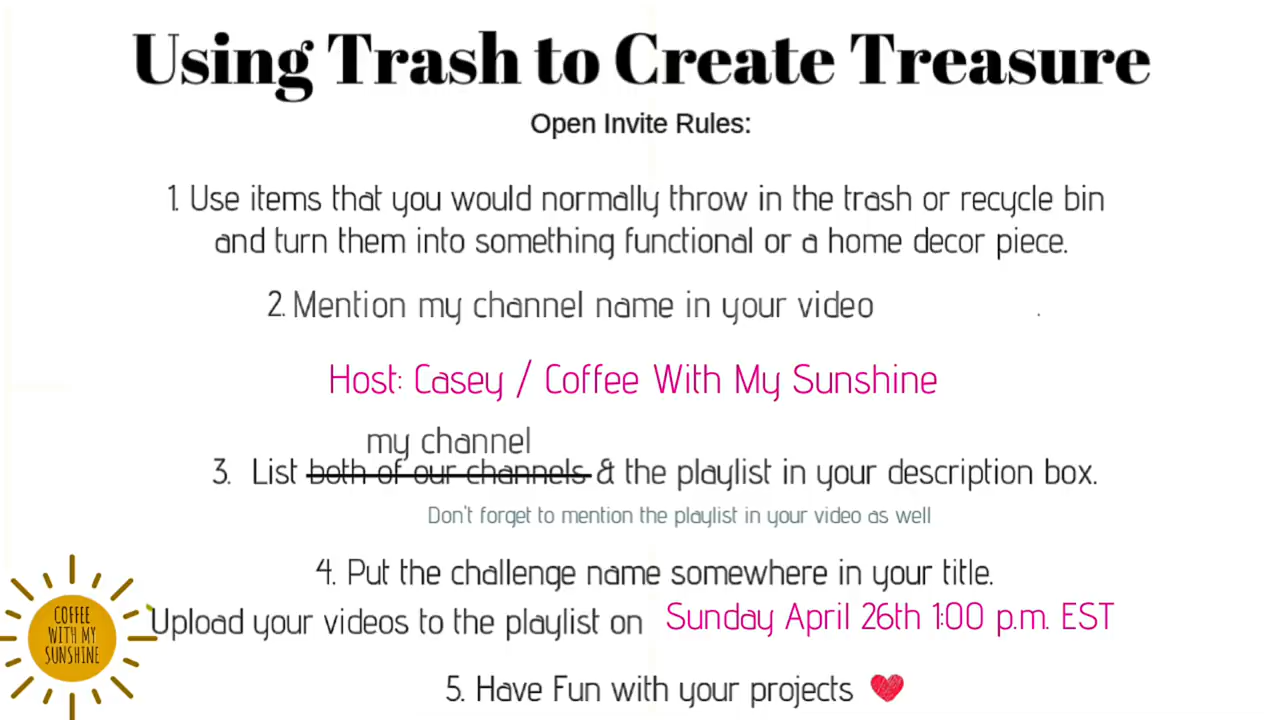 Using Trash to Create Treasure
Open Invite Rules:
1. Use items that you would normally throw in the trash or recycle bin
and turn them into something functional or a home decor piece.
2. Mention my channel name in your video .
Host: Casey / Coffee With My Sunshine
my channel
3. List both of our channels & the playlist in your description box.
Don't forget to mention the playlist in your video as well
4. Put the challenge name somewhere in your title.
Upload your videos to the playlist on Sunday April 26th 1:00 p.m. EST
5. Have Fun with your projects
COFFEE
WITH MY
SUNSHINE